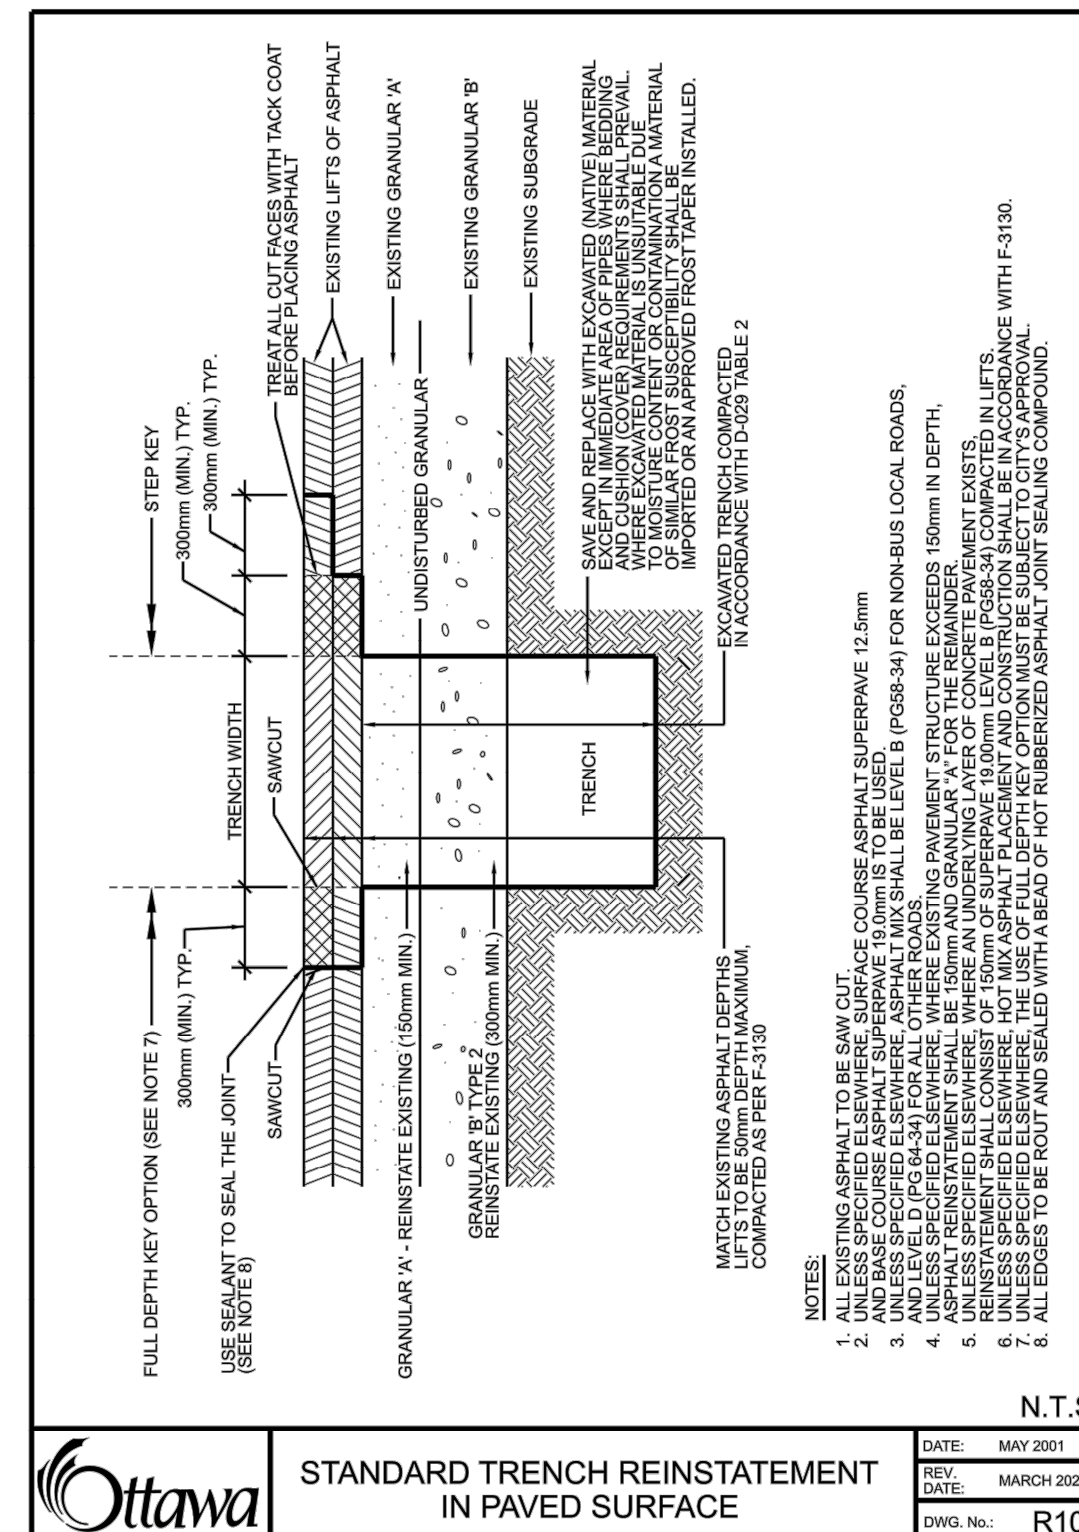 FULL DEPTH KEY OPTION (SEE NOTE 7)
STEP KEY
300mm (MIN.) TYP.
300mm (MIN.) TYP.
300mm (MIN.) TYP.
TRENCH WIDTH
USE SEALANT TO SEAL THE JOINT
(SEE NOTE 8)
SAWCUT
SAWCUT
TREAT ALL CUT FACES WITH TACK COAT
BEFORE PLACING ASPHALT
EXISTING LIFTS OF ASPHALT
EXISTING GRANULAR 'A'
GRANULAR 'A' - REINSTATE EXISTING (150mm MIN.)
UNDISTURBED GRANULAR
EXISTING GRANULAR 'B'
GRANULAR 'B' TYPE 2
REINSTATE EXISTING (300mm MIN.)
EXISTING SUBGRADE
TRENCH
SAVE AND REPLACE WITH EXCAVATED (NATIVE) MATERIAL
EXCEPT IN IMMEDIATE AREA OF PIPES WHERE BEDDING
AND CUSHION (COVER) REQUIREMENTS SHALL PREVAIL.
WHERE EXCAVATED MATERIAL IS UNSUITABLE DUE
TO MOISTURE CONTENT OR CONTAMINATION A MATERIAL
OF SIMILAR FROST SUSCEPTIBILITY SHALL BE
IMPORTED OR AN APPROVED FROST TAPER INSTALLED.
EXCAVATED TRENCH COMPACTED
IN ACCORDANCE WITH D-029 TABLE 2
MATCH EXISTING ASPHALT DEPTHS
LIFTS TO BE 50mm DEPTH MAXIMUM,
COMPACTED AS PER F-3130
NOTES:
1. ALL EXISTING ASPHALT TO BE SAW CUT.
2. UNLESS SPECIFIED ELSEWHERE, SURFACE COURSE ASPHALT SUPERPAVE 12.5mm
AND BASE COURSE ASPHALT SUPERPAVE 19.0mm IS TO BE USED.
3. UNLESS SPECIFIED ELSEWHERE, ASPHALT MIX SHALL BE LEVEL B (PG58-34) FOR NON-BUS LOCAL ROADS,
AND LEVEL D (PG 64-34) FOR ALL OTHER ROADS.
4. UNLESS SPECIFIED ELSEWHERE, WHERE EXISTING PAVEMENT STRUCTURE EXCEEDS 150mm IN DEPTH,
ASPHALT REINSTATEMENT SHALL BE 150mm AND GRANULAR "A" FOR THE REMAINDER.
5. UNLESS SPECIFIED ELSEWHERE, WHERE AN UNDERLYING LAYER OF CONCRETE PAVEMENT EXISTS,
REINSTATEMENT SHALL CONSIST OF 150mm OF SUPERPAVE 19.00mm LEVEL B (PG58-34) COMPACTED IN LIFTS.
6. UNLESS SPECIFIED ELSEWHERE, HOT MIX ASPHALT PLACEMENT AND CONSTRUCTION SHALL BE IN ACCORDANCE WITH F-3130.
7. UNLESS SPECIFIED ELSEWHERE, THE USE OF FULL DEPTH KEY OPTION MUST BE SUBJECT TO CITY'S APPROVAL.
8. ALL EDGES TO BE ROUT AND SEALED WITH A BEAD OF HOT RUBBERIZED ASPHALT JOINT SEALING COMPOUND.
N.T.S
Ottawa
STANDARD TRENCH REINSTATEMENT
IN PAVED SURFACE
DATE: MAY 2001
REV.
DATE: MARCH 202
DWG. No.: R10